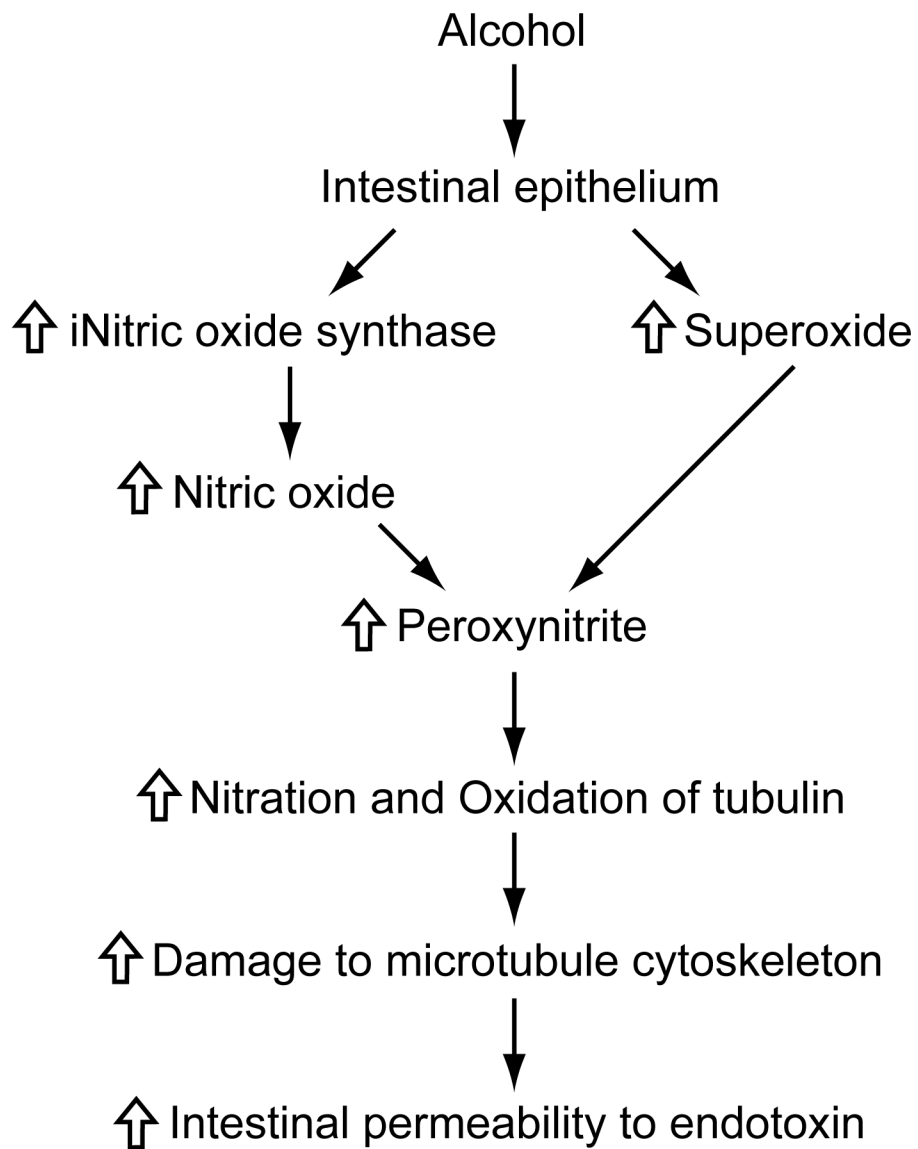 Alcohol
Intestinal epithelium
iNitric oxide synthase
Superoxide
Nitric oxide
Peroxynitrite
Nitration and Oxidation of tubulin
Damage to microtubule cytoskeleton
Intestinal permeability to endotoxin